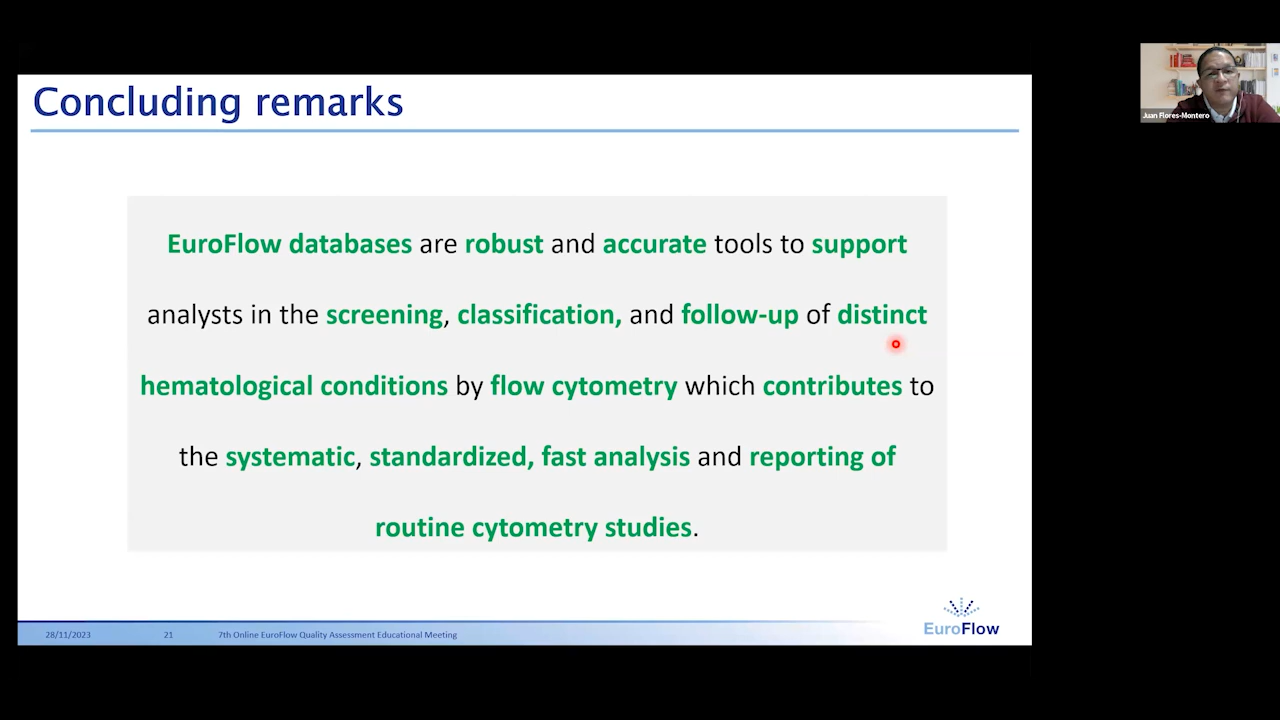 Concluding remarks
Juan Flores-Montero
EuroFlow databases are robust and accurate tools to support
analysts in the screening, classification, and follow-up of distinct
hematological conditions by flow cytometry which contributes to
the systematic, standardized, fast analysis and reporting of
routine cytometry studies.
28/11/2023 21 7th Online EuroFlow Quality Assessment Educational Meeting
EuroFlow